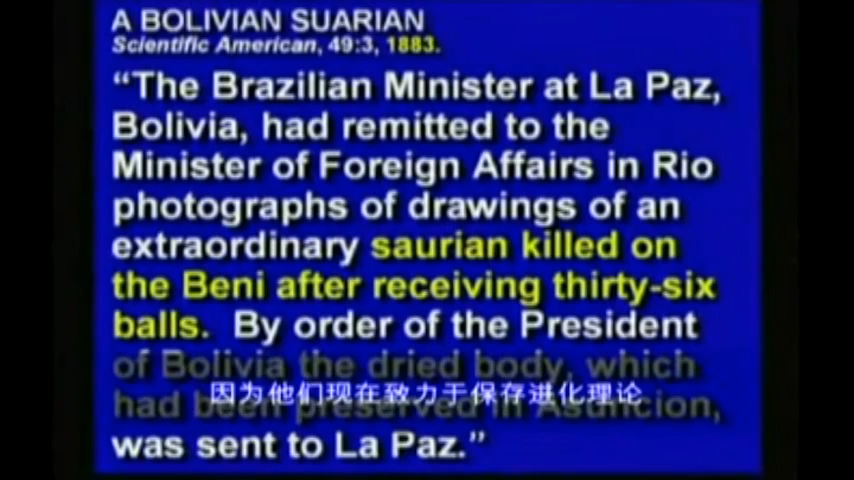 A BOLIVIAN SUARIAN
Scientific American, 49:3, 1883.
“The Brazilian Minister at La Paz,
Bolivia, had remitted to the
Minister of Foreign Affairs in Rio
photographs of drawings of an
extraordinary saurian killed on
the Beni after receiving thirty-six
balls. By order of the President
of Bolivia the dried body, which
因为他们现在致力于保存进化理论
had been preserved in Asuncion,
was sent to La Paz.”